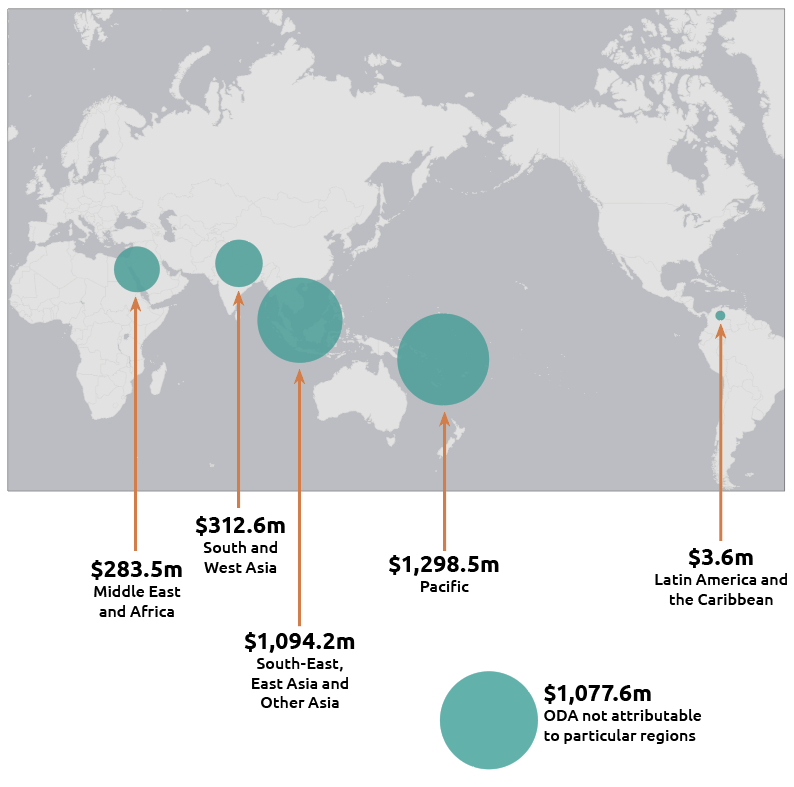 $312.6m
South and
West Asia
$283.5m
Middle East
and Africa
$1,298.5m
Pacific
$3.6m
Latin America and
the Caribbean
$1,094.2m
South-East,
East Asia and
Other Asia
$1,077.6m
ODA not attributable
to particular regions